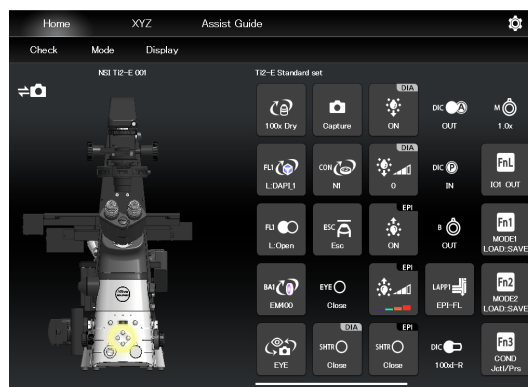 Home XYZ Assist Guide
Check Mode Display
NSI Ti2-E 001
Ti2-E Standard set
100x Dry
Capture
DIA
ON
DIC A
OUT
M
1.0x
FL1
L:DAPI_1
CON
N1
DIA
0
DIC P
IN
FnL
IO1 OUT
FL1
L:Open
ESC
Esc
EPI
ON
B
OUT
Fn1
MODE1
LOAD:SAVE
BA1
EM400
EYE
Close
EPI
LAPP1
EPI-FL
Fn2
MODE2
LOAD:SAVE
EYE
DIA
SHTR
Close
EPI
SHTR
Close
DIC
100xI-R
Fn3
COND
Jctl/Prs